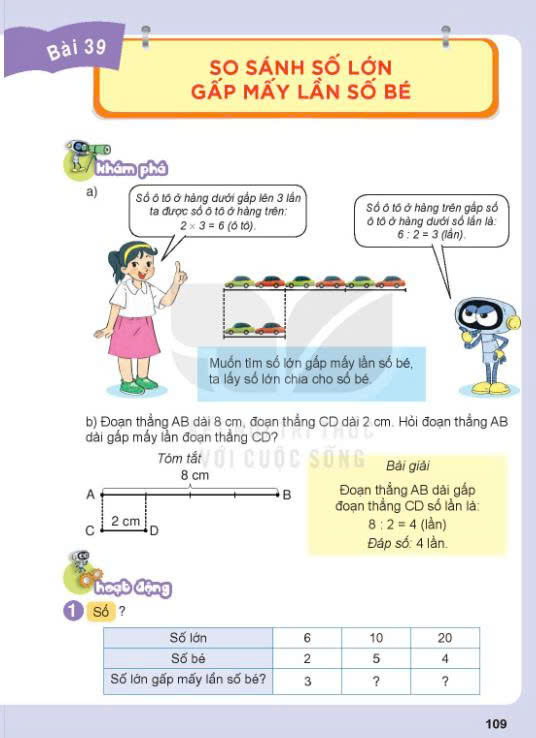 Bài 39
SO SÁNH SỐ LỚN
GẤP MẤY LẦN SỐ BÉ
khám phá
a)
Số ô tô ở hàng dưới gấp lên 3 lần
ta được số ô tô ở hàng trên:
2 × 3 = 6 (ô tô).
Số ô tô ở hàng trên gấp số
ô tô ở hàng dưới số lần là:
6 : 2 = 3 (lần).
Muốn tìm số lớn gấp mấy lần số bé,
ta lấy số lớn chia cho số bé.
b) Đoạn thẳng AB dài 8 cm, đoạn thẳng CD dài 2 cm. Hỏi đoạn thẳng AB
dài gấp mấy lần đoạn thẳng CD?
KẾT NỐI TRI THỨC
VỚI CUỘC SỐNG
Tóm tắt
8 cm
A B
2 cm
C D
Bài giải
Đoạn thẳng AB dài gấp
đoạn thẳng CD số lần là:
8 : 2 = 4 (lần)
Đáp số: 4 lần.
hoạt động
1 Số ?
Số lớn 6 10 20
Số bé 2 5 4
Số lớn gấp mấy lần số bé? 3 ? ?
109